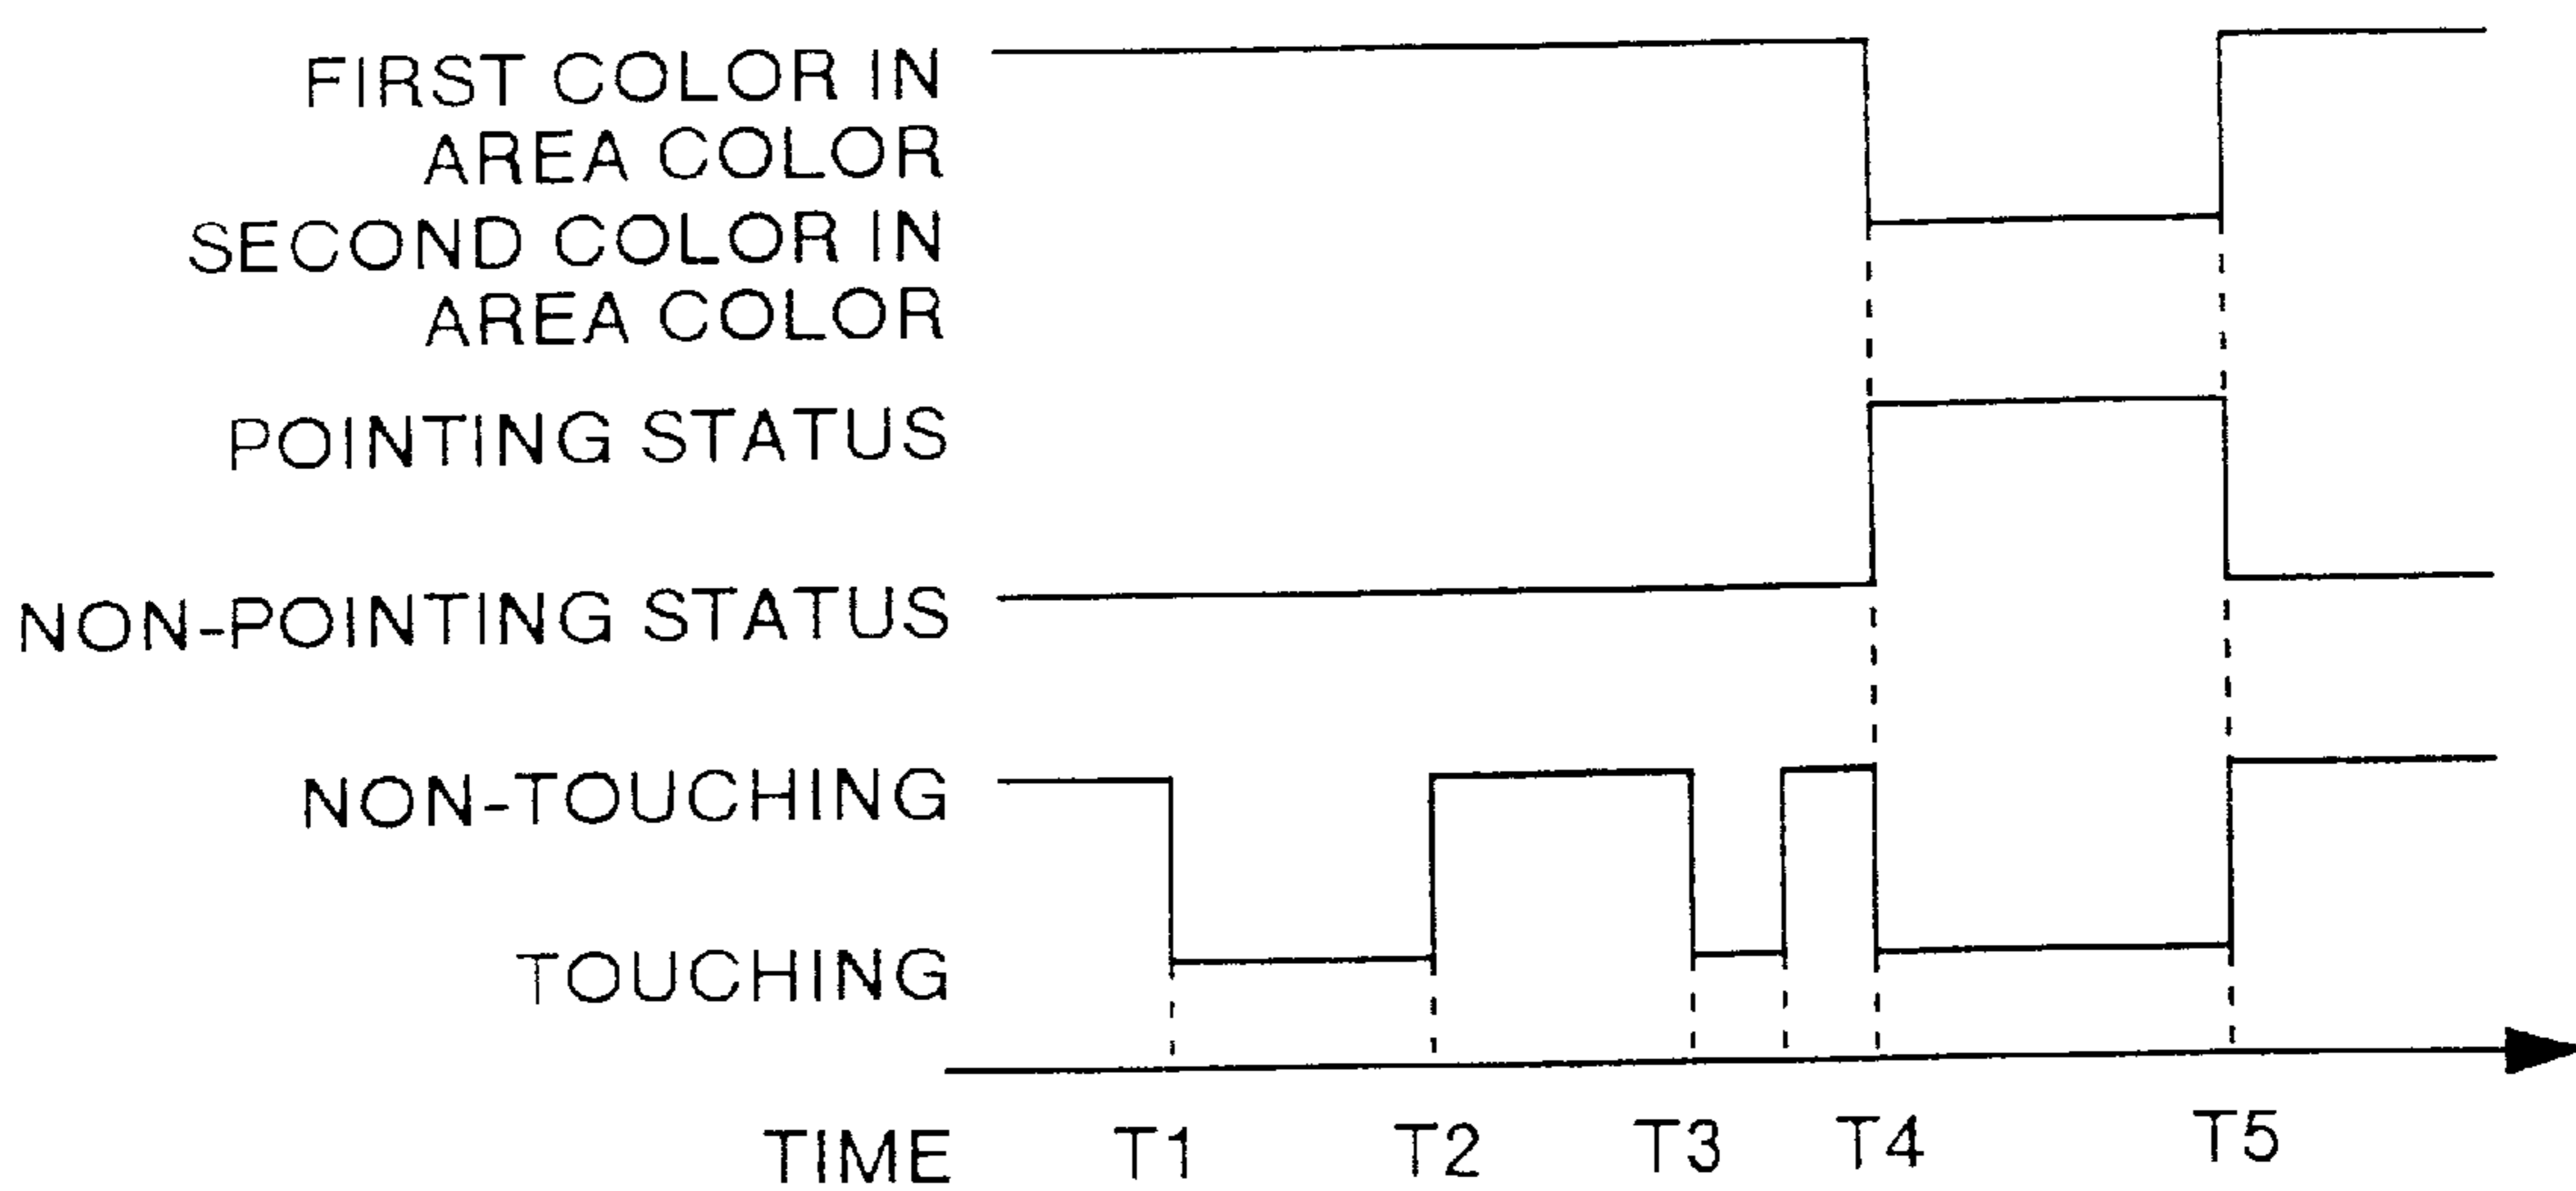 FIRST COLOR IN
AREA COLOR
SECOND COLOR IN
AREA COLOR
POINTING STATUS
NON-POINTING STATUS
NON-TOUCHING
TOUCHING
TIME T1 T2 T3 T4 T5